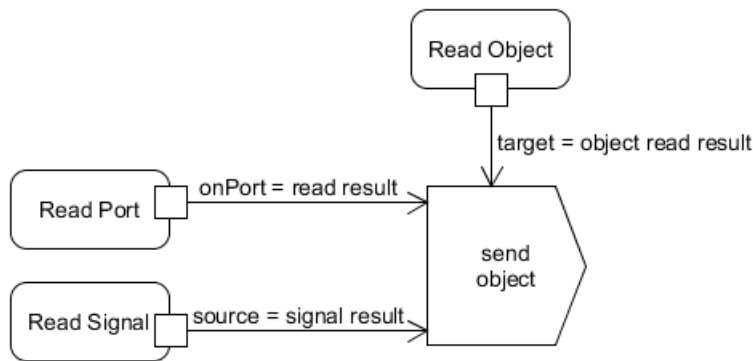 Read Object
target = object read result
onPort = read result
Read Port
send
object
source = signal result
Read Signal